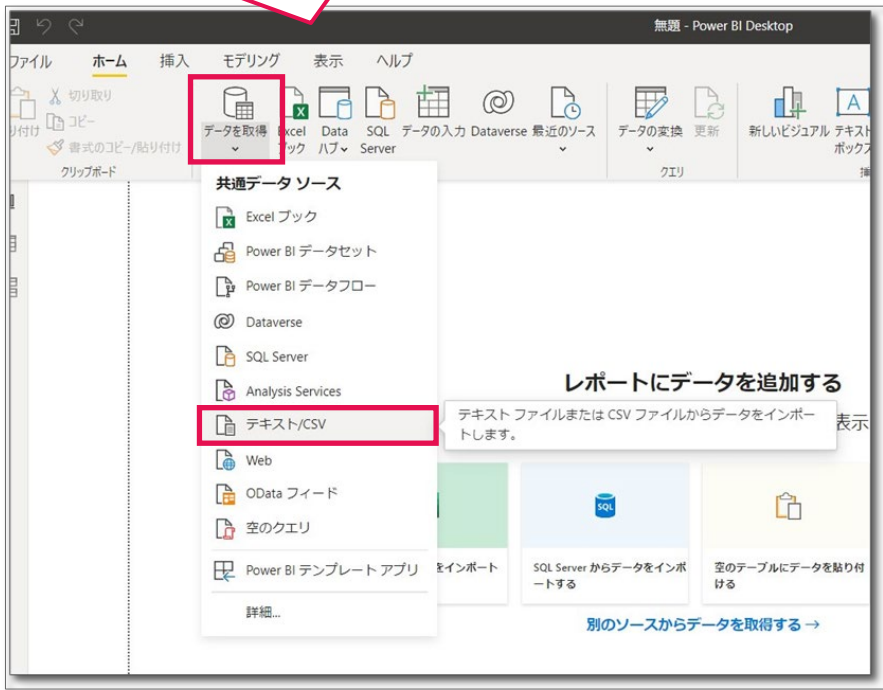 無題 - Power BI Desktop
ファイル ホーム 挿入 モデリング 表示 ヘルプ
切り取り
コピー
書式のコピー/貼り付け
クリップボード
データを取得
Excel
ブック
Data
ハブ
SQL
Server
データの入力
Dataverse
最近のソース
データの変換
更新
クエリ
新しいビジュアル
テキスト
ボックス
共通データ ソース
Excel ブック
Power BI データセット
Power BI データフロー
Dataverse
SQL Server
Analysis Services
テキスト/CSV
Web
OData フィード
空のクエリ
Power BI テンプレート アプリ
詳細...
レポートにデータを追加する
テキスト ファイルまたは CSV ファイルからデータをインポー
トします。
表示
SQL
をインポート
SQL Server からデータをインポ
ートする
空のテーブルにデータを貼り付
ける
別のソースからデータを取得する →